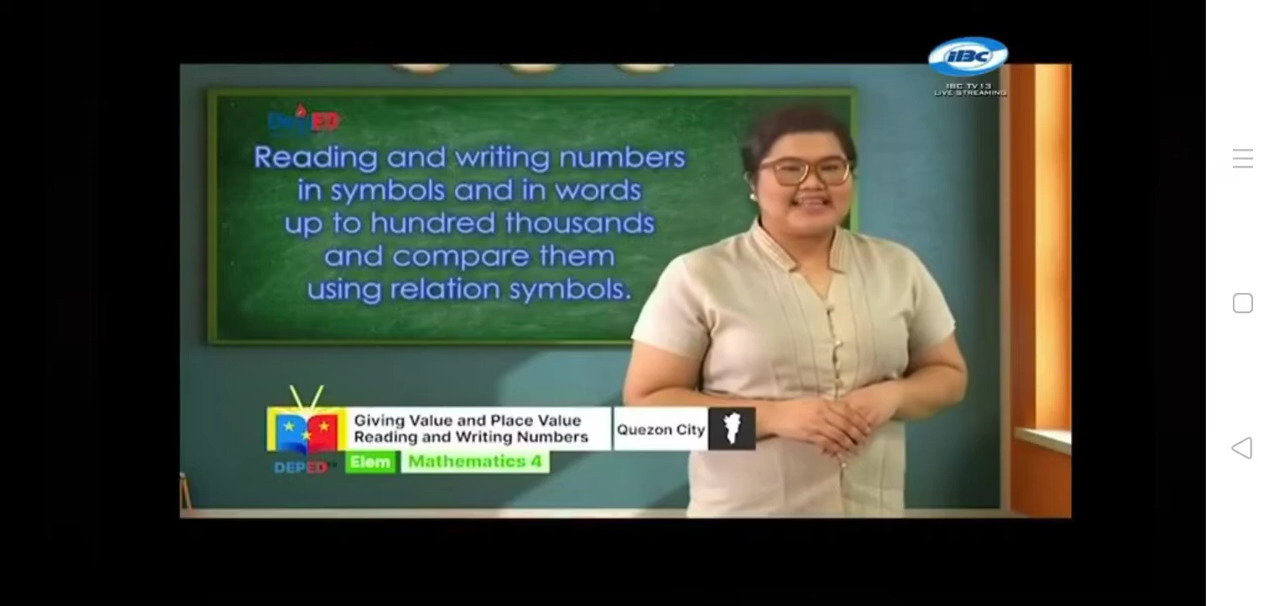 iBC
IBC TV13
LIVE STREAMING
DepED
Reading and writing numbers
in symbols and in words
up to hundred thousands
and compare them
using relation symbols.
Giving Value and Place Value
Reading and Writing Numbers
Quezon City
DEPED
Elem
Mathematics 4